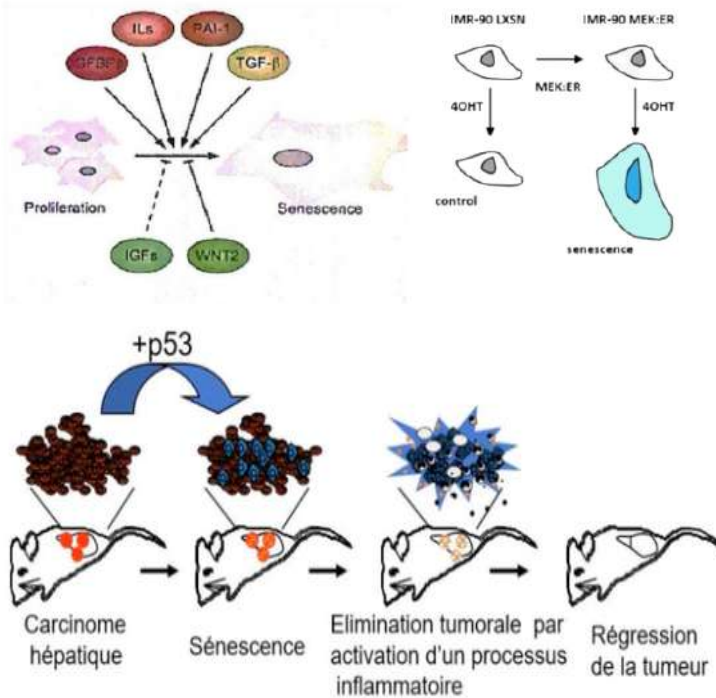 ILs
PAI-1
TGF-β
Proliferation
Senescence
IGFs
WNT2
IMR-90 LXSN
IMR-90 MEK:ER
MEK:ER
4OHT
4OHT
control
senescence
+p53
Carcinome
hépatique
Sénescence
Elimination tumorale par
activation d'un processus
inflammatoire
Régression
de la tumeur